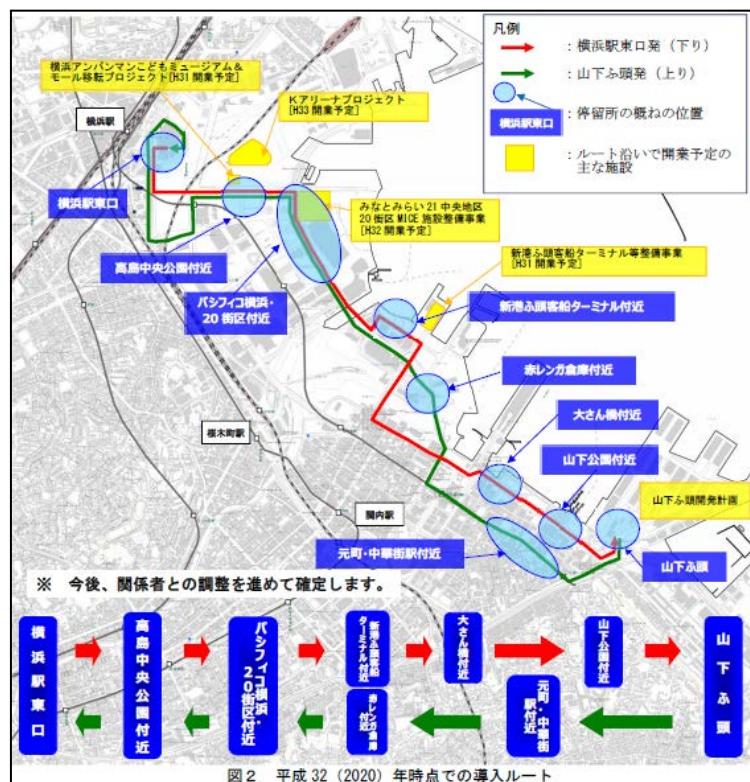 凡例
：横浜駅東口発（下り）
：山下ふ頭発（上り）
：停留所の概ねの位置
横浜駅東口
：ルート沿いで開業予定の
主な施設
横浜アンパンマンこどもミュージアム＆
モール移転プロジェクト[H31開業予定]
Kアリーナプロジェクト
[H33開業予定]
横浜駅
横浜駅東口
みなとみらい21中央地区
20街区MICE施設整備事業
[H32開業予定]
高島中央公園付近
新港ふ頭客船ターミナル等整備事業
[H31開業予定]
パシフィコ横浜・
20街区付近
新港ふ頭客船ターミナル付近
赤レンガ倉庫付近
大さん橋付近
桜木町駅
山下公園付近
関内駅
山下ふ頭開発計画
元町・中華街駅付近
山下ふ頭
※　今後、関係者との調整を進めて確定します。
横浜駅東口
高島中央公園付近
パシフィコ横浜・
20街区付近
新港ふ頭客船
ターミナル付近
赤レンガ倉庫
付近
大さん橋付近
元町・中華街
駅付近
山下公園付近
山下ふ頭
図２　平成32（2020）年時点での導入ルート